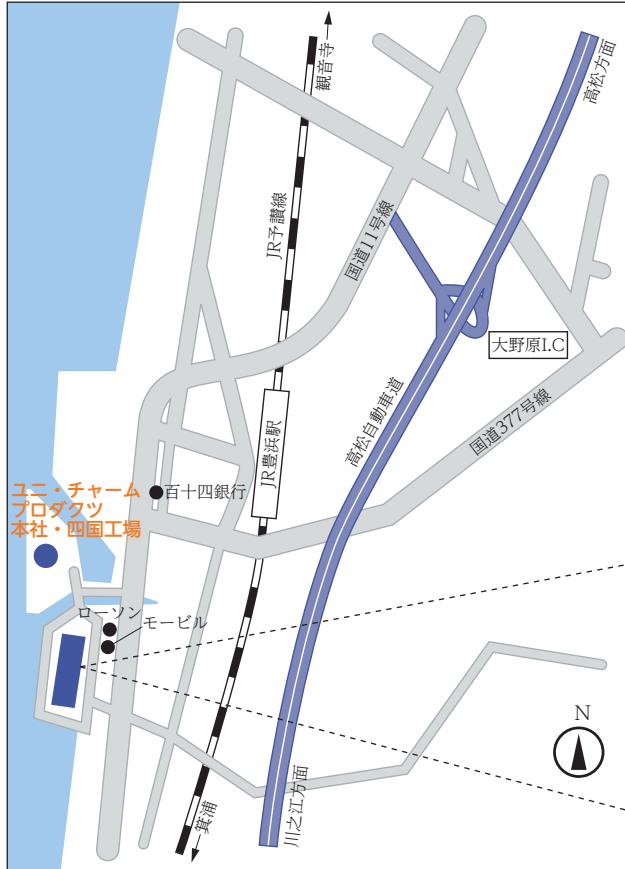 観音寺
高松方面
JR予讃線
国道11号線
大野原I.C
国道377号線
高松自動車道
JR豊浜駅
百十四銀行
ユニ・チャーム
プロダクツ
本社・四国工場
ローソン
モービル
N
箕浦
川之江方面